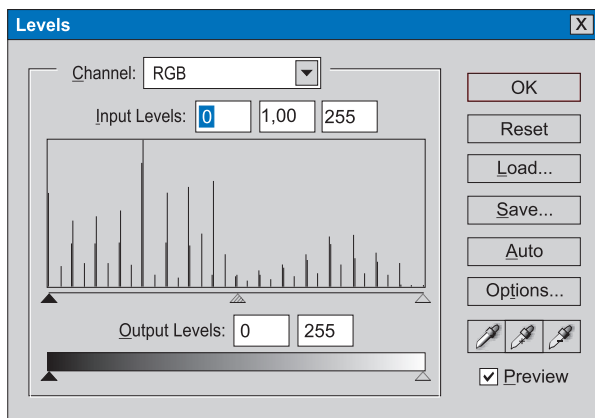 Levels X
Channel: RGB
Input Levels: 0 1,00 255
Output Levels: 0 255
OK
Reset
Load...
Save...
Auto
Options...
Preview